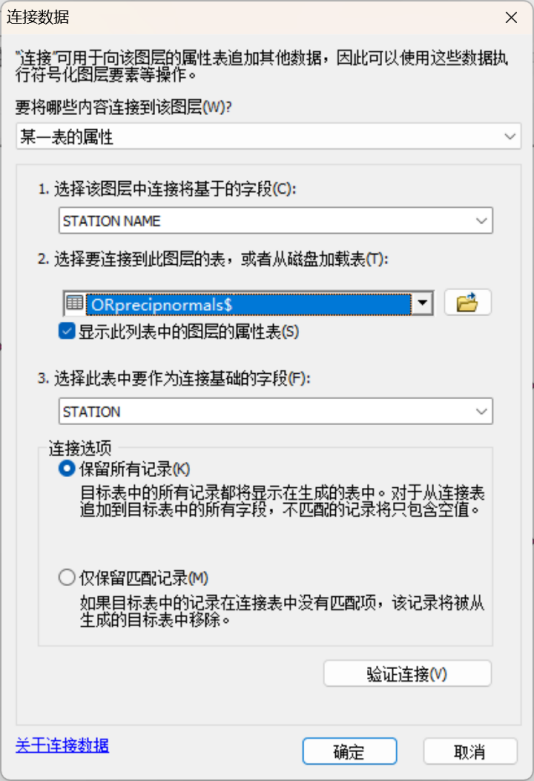 连接数据
“连接”可用于向该图层的属性表追加其他数据，因此可以使用这些数据执
行符号化图层要素等操作。
要将哪些内容连接到该图层(W)?
某一表的属性
1. 选择该图层中连接将基于的字段(C):
STATION NAME
2. 选择要连接到此图层的表，或者从磁盘加载表(T):
ORprecipnormals$
显示此列表中的图层的属性表(S)
3. 选择此表中要作为连接基础的字段(F):
STATION
连接选项
保留所有记录(K)
目标表中的所有记录都将显示在生成的表中。对于从连接表
追加到目标表中的所有字段，不匹配的记录将只包含空值。
仅保留匹配记录(M)
如果目标表中的记录在连接表中没有匹配项，该记录将被从
生成的目标表中移除。
验证连接(V)
关于连接数据
确定
取消